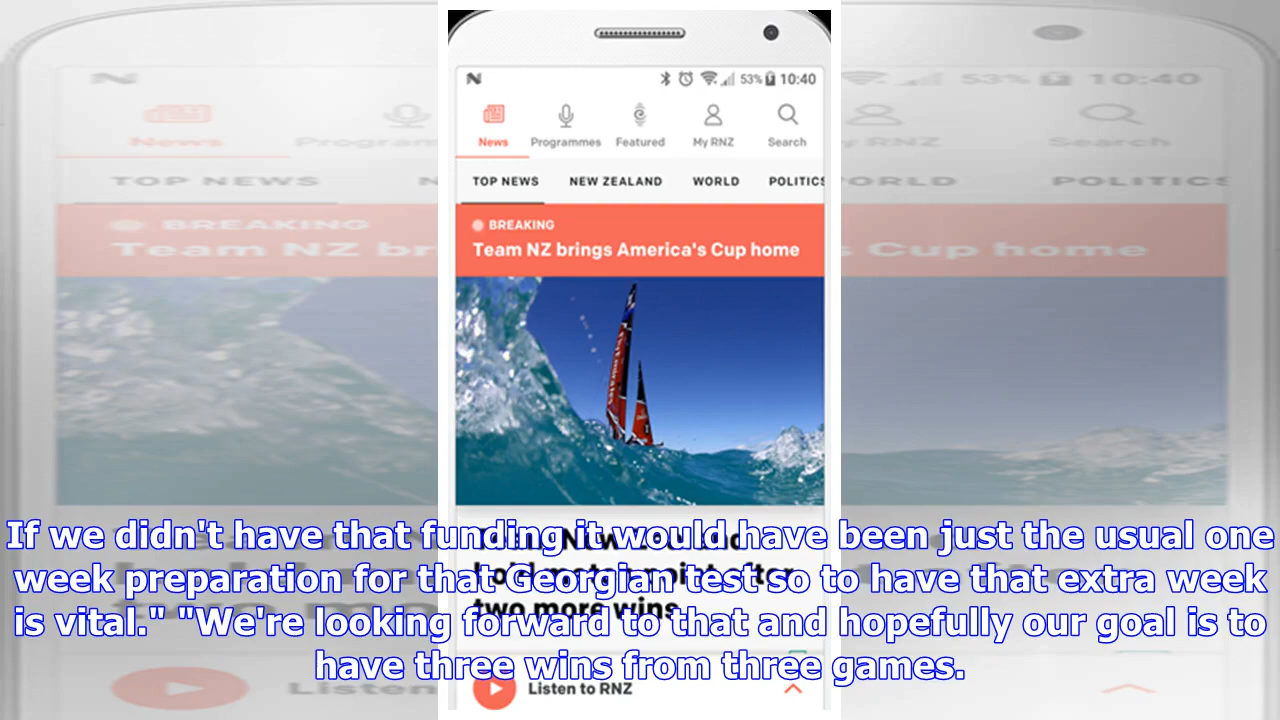 53% 10:40
News Programmes Featured My RNZ Search
TOP NEWS NEW ZEALAND WORLD POLITICS
BREAKING
Team NZ brings America's Cup home
If we didn't have that funding it would have been just the usual one
week preparation for that Georgian test so to have that extra week
is vital." "We're looking forward to that and hopefully our goal is to
have three wins from three games.
two more wins
Listen to RNZ